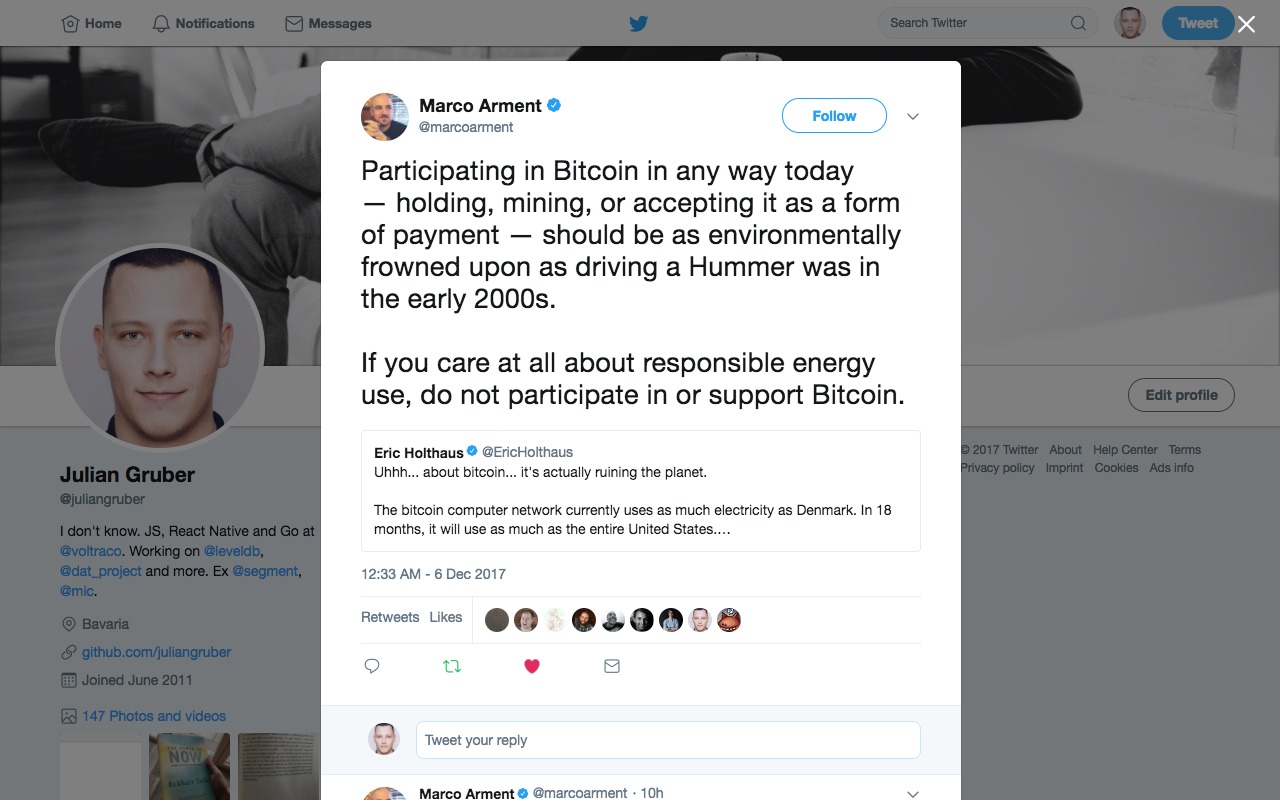 Home
Notifications
Messages
Search Twitter
Tweet
Marco Arment
@marcoarment
Follow
Participating in Bitcoin in any way today
— holding, mining, or accepting it as a form
of payment — should be as environmentally
frowned upon as driving a Hummer was in
the early 2000s.
If you care at all about responsible energy
use, do not participate in or support Bitcoin.
Eric Holthaus @EricHolthaus
Uhhh... about bitcoin... it's actually ruining the planet.
The bitcoin computer network currently uses as much electricity as Denmark. In 18
months, it will use as much as the entire United States....
12:33 AM - 6 Dec 2017
Retweets Likes
Tweet your reply
Marco Arment @marcoarment · 10h
Julian Gruber
@juliangruber
I don't know. JS, React Native and Go at
@voltraco. Working on @leveldb,
@dat_project and more. Ex @segment,
@mic.
Bavaria
github.com/juliangruber
Joined June 2011
147 Photos and videos
NOW
Edit profile
© 2017 Twitter About Help Center Terms
Privacy policy Imprint Cookies Ads info